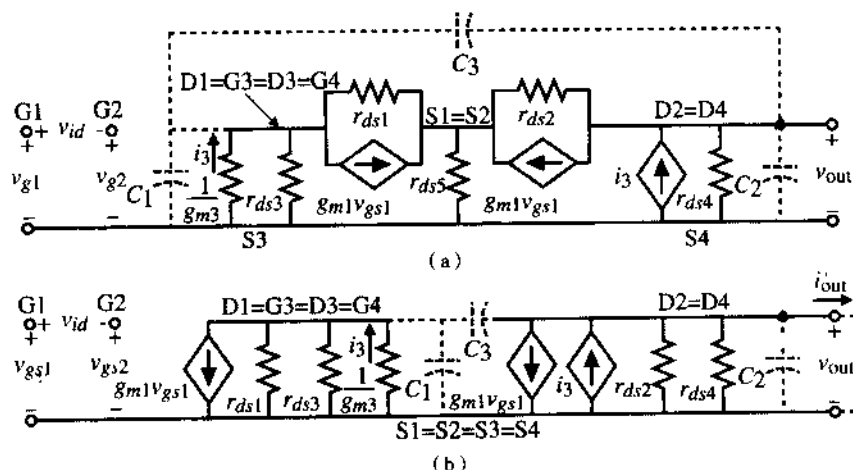 C3
D1=G3=D3=G4
G1 G2 rds1 S1=S2 rds2 D2=D4
+ vid - +
+ + i3 i3 +
vg1 vg2 C1 1/gm3 rds3 gm1vgs1 rds5 gm1vgs1 rds4 C2 vout
- - -
S3 S4
(a)
iout
G1 G2 D1=G3=D3=G4 D2=D4
+ vid - C3 +
+ + i3 i3
vgs1 vgs2 gm1vgs1 rds1 rds3 1/gm3 C1 gm1vgs1 rds2 rds4 C2 vout
- - -
S1=S2=S3=S4
(b)